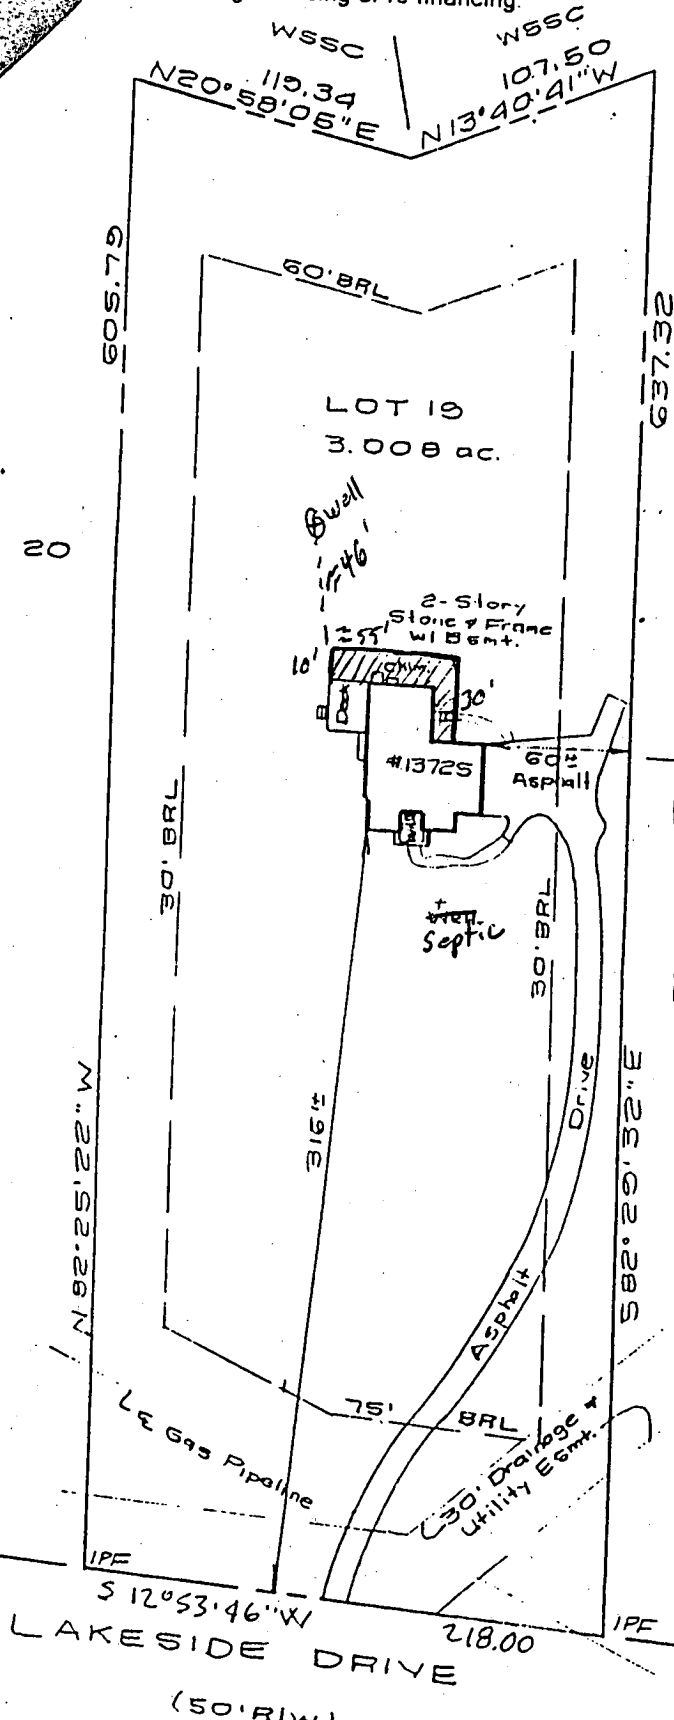 financing.
WSSC
WSSC
119.34
N20°58'05"E
107.50
N13°40'41"W
605.79
60' BRL
637.32
LOT 19
3.008 ac.
well
≈46'
20
2-Story
Stone & Frame
w/ Bsmt.
≈55'
10'
Chim.
30'
Deck
#13725
60'±
Asphalt
30' BRL
Septic
30' BRL
316'±
Drive
N 82°25'22" W
S 82°29'32" E
Asphalt
75' BRL
℄ Gas Pipeline
30' Drainage &
Utility Esmt.
IPF
S 12°53'46"W
218.00
IPF
LAKESIDE DRIVE
(50' R/W)